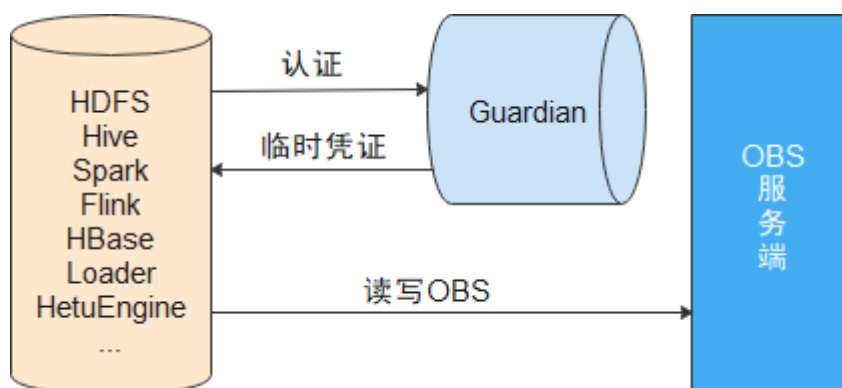 HDFS
Hive
Spark
Flink
HBase
Loader
HetuEngine
...
认证
临时凭证
读写OBS
Guardian
OBS
服
务
端